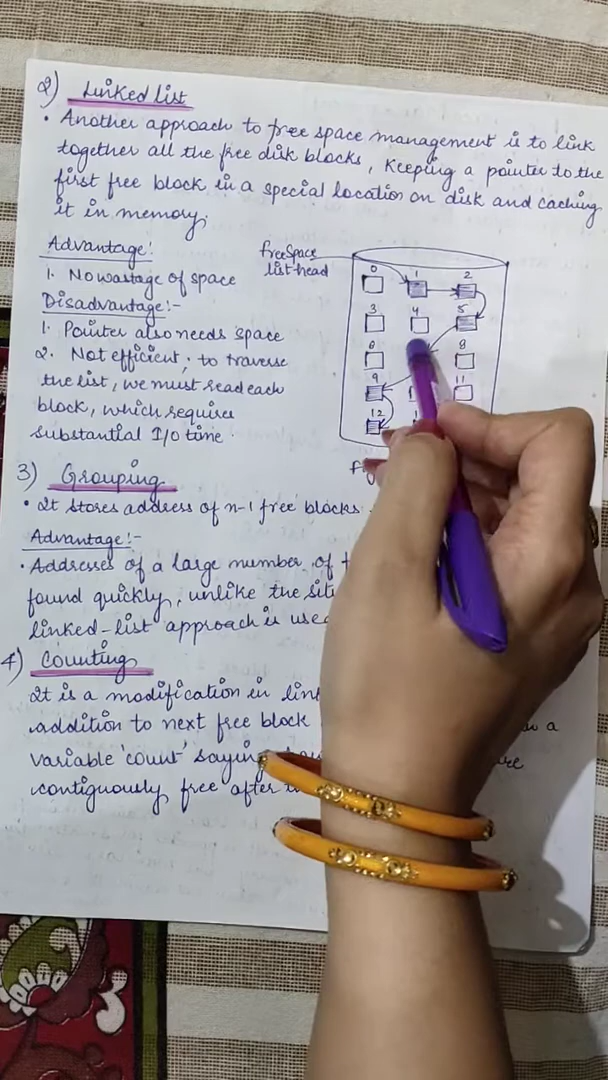 2) Linked list
• Another approach to free space management is to link
together all the free disk blocks, keeping a pointer to the
first free block in a special location on disk and caching
it in memory.
Advantage:
1. No wastage of space
Disadvantage:-
1. Pointer also needs space
2. Not efficient; to traverse
the list, we must read each
block, which requires
substantial I/O time.
free space
list head
0 1 2
3 4 5
6 8
9 11
12
3) Grouping
• It stores address of n-1 free blocks.
Advantage:-
• Addresses of a large number of
found quickly, unlike the
linked-list approach is
4) Counting
It is a modification in
addition to next free block a
variable 'count' saying
contiguously free after